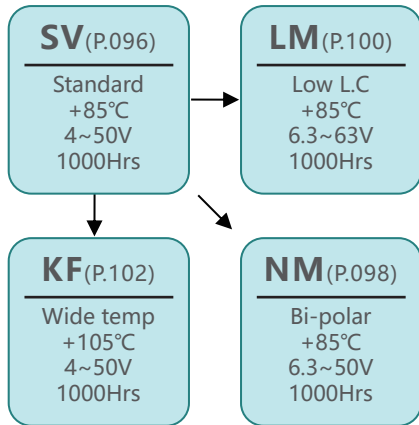 SV(P.096)
Standard
+85℃
4~50V
1000Hrs
LM(P.100)
Low L.C
+85℃
6.3~63V
1000Hrs
KF(P.102)
Wide temp
+105℃
4~50V
1000Hrs
NM(P.098)
Bi-polar
+85℃
6.3~50V
1000Hrs